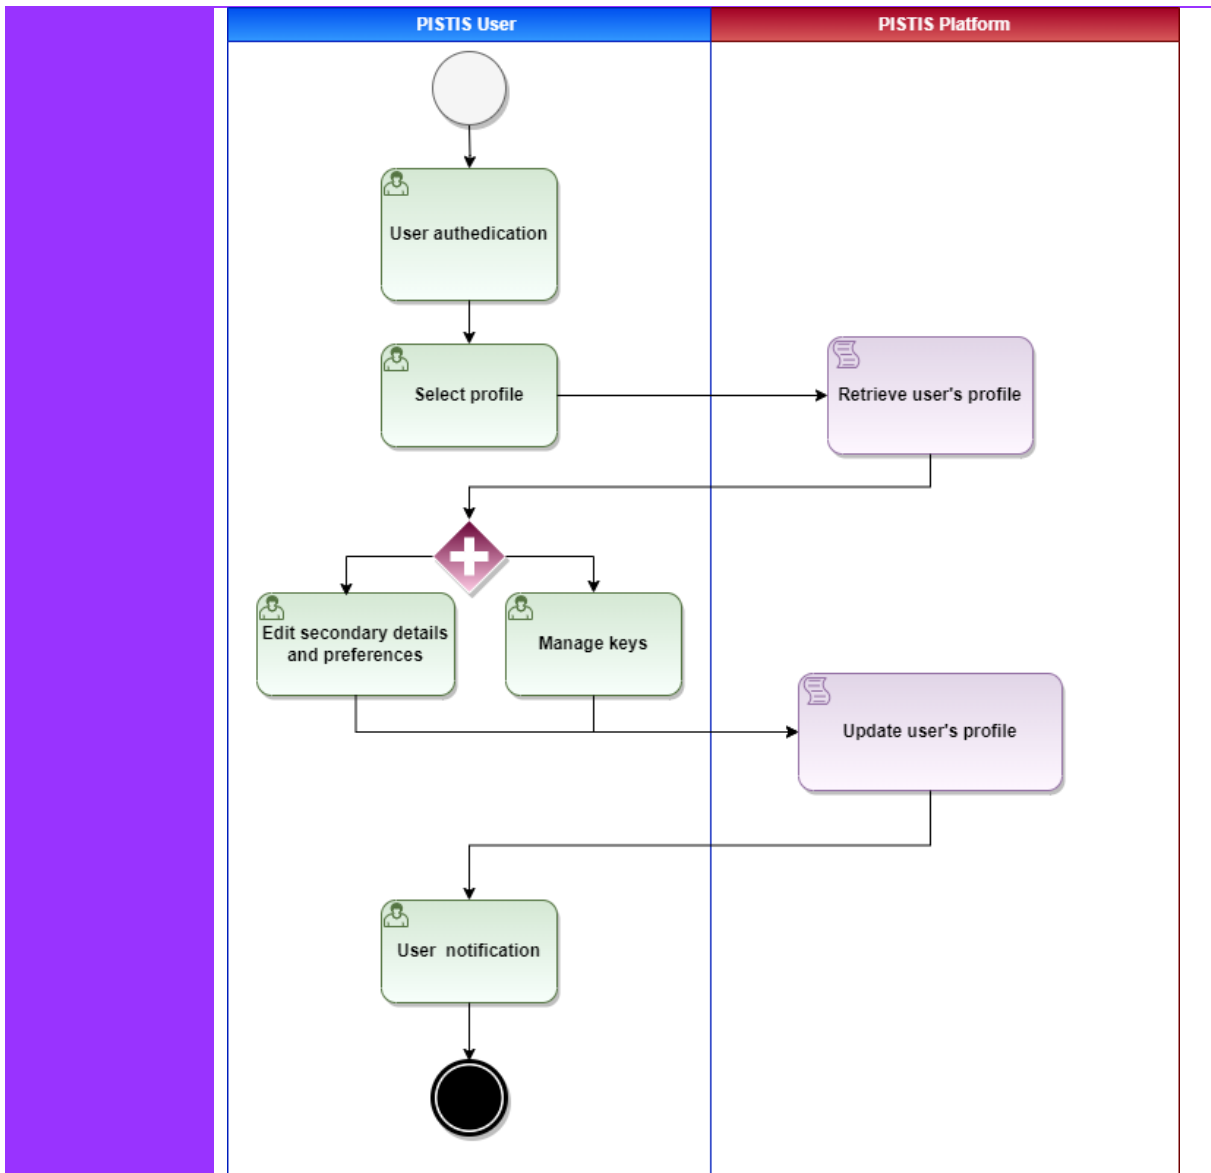 PISTIS User
PISTIS Platform
User authedication
Select profile
Retrieve user's profile
Edit secondary details
and preferences
Manage keys
Update user's profile
User  notification